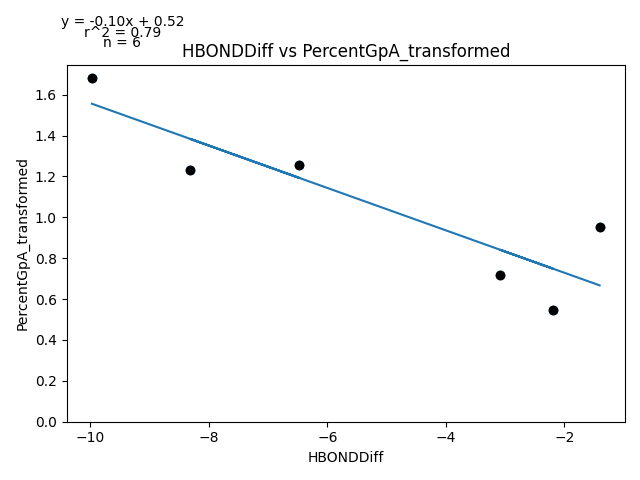 y = -0.10x + 0.52
r^2 = 0.79
n = 6
HBONDDiff vs PercentGpA_transformed
PercentGpA_transformed
1.6
1.4
1.2
1.0
0.8
0.6
0.4
0.2
0.0
−10
−8
−6
−4
−2
HBONDDiff